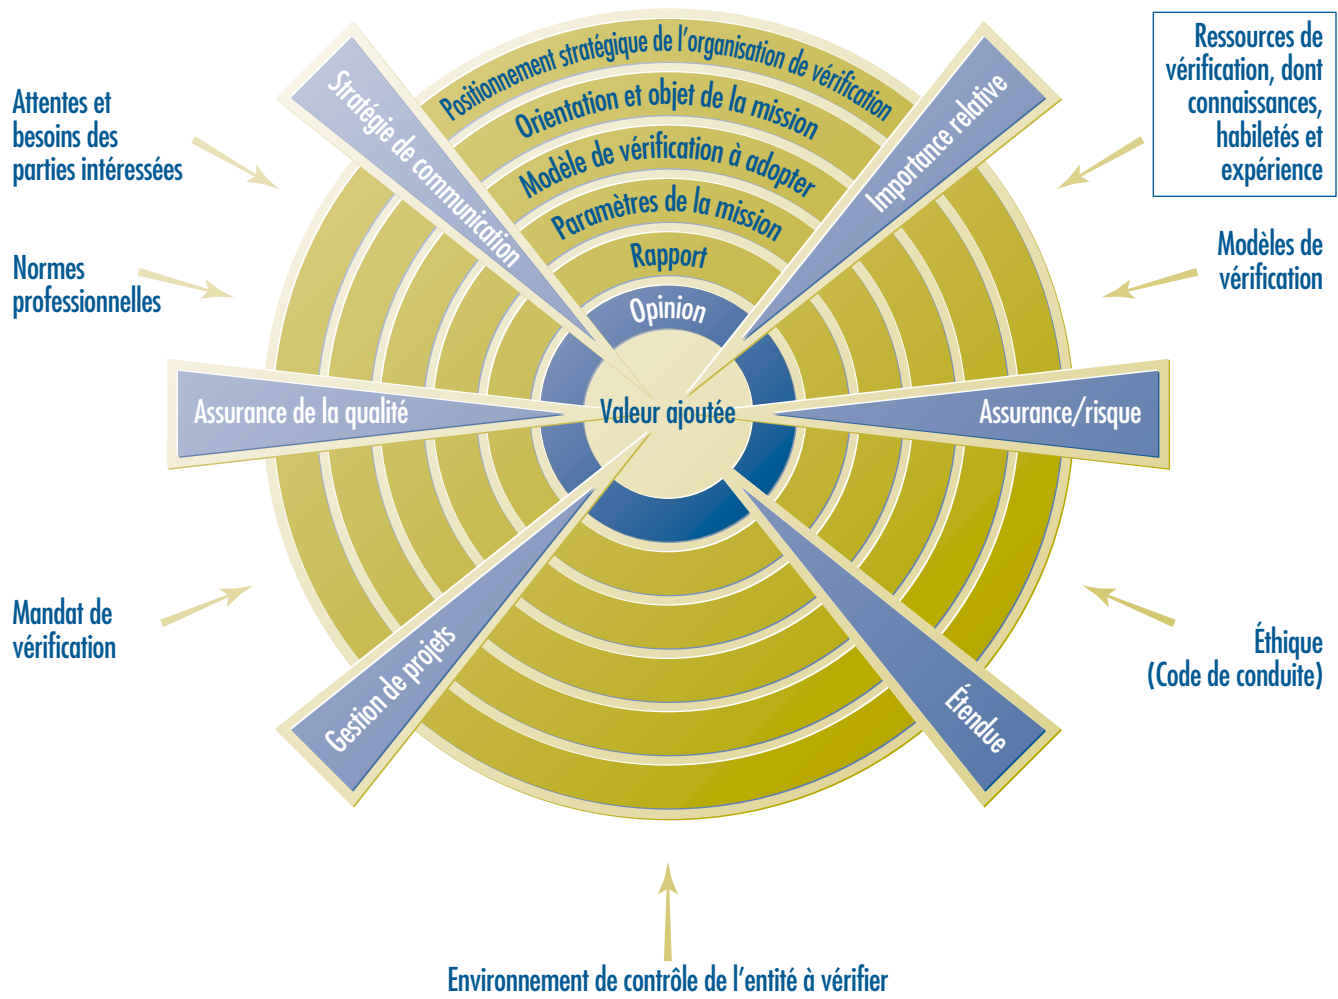 Positionnement stratégique de l'organisation de vérification
Orientation et objet de la mission
Modèle de vérification à adopter
Paramètres de la mission
Rapport
Opinion
Valeur ajoutée
Stratégie de communication
Importance relative
Assurance de la qualité
Assurance/risque
Gestion de projets
Étendue
Attentes et
besoins des
parties intéressées
Normes
professionnelles
Mandat de
vérification
Ressources de
vérification, dont
connaissances,
habiletés et
expérience
Modèles de
vérification
Éthique
(Code de conduite)
Environnement de contrôle de l'entité à vérifier